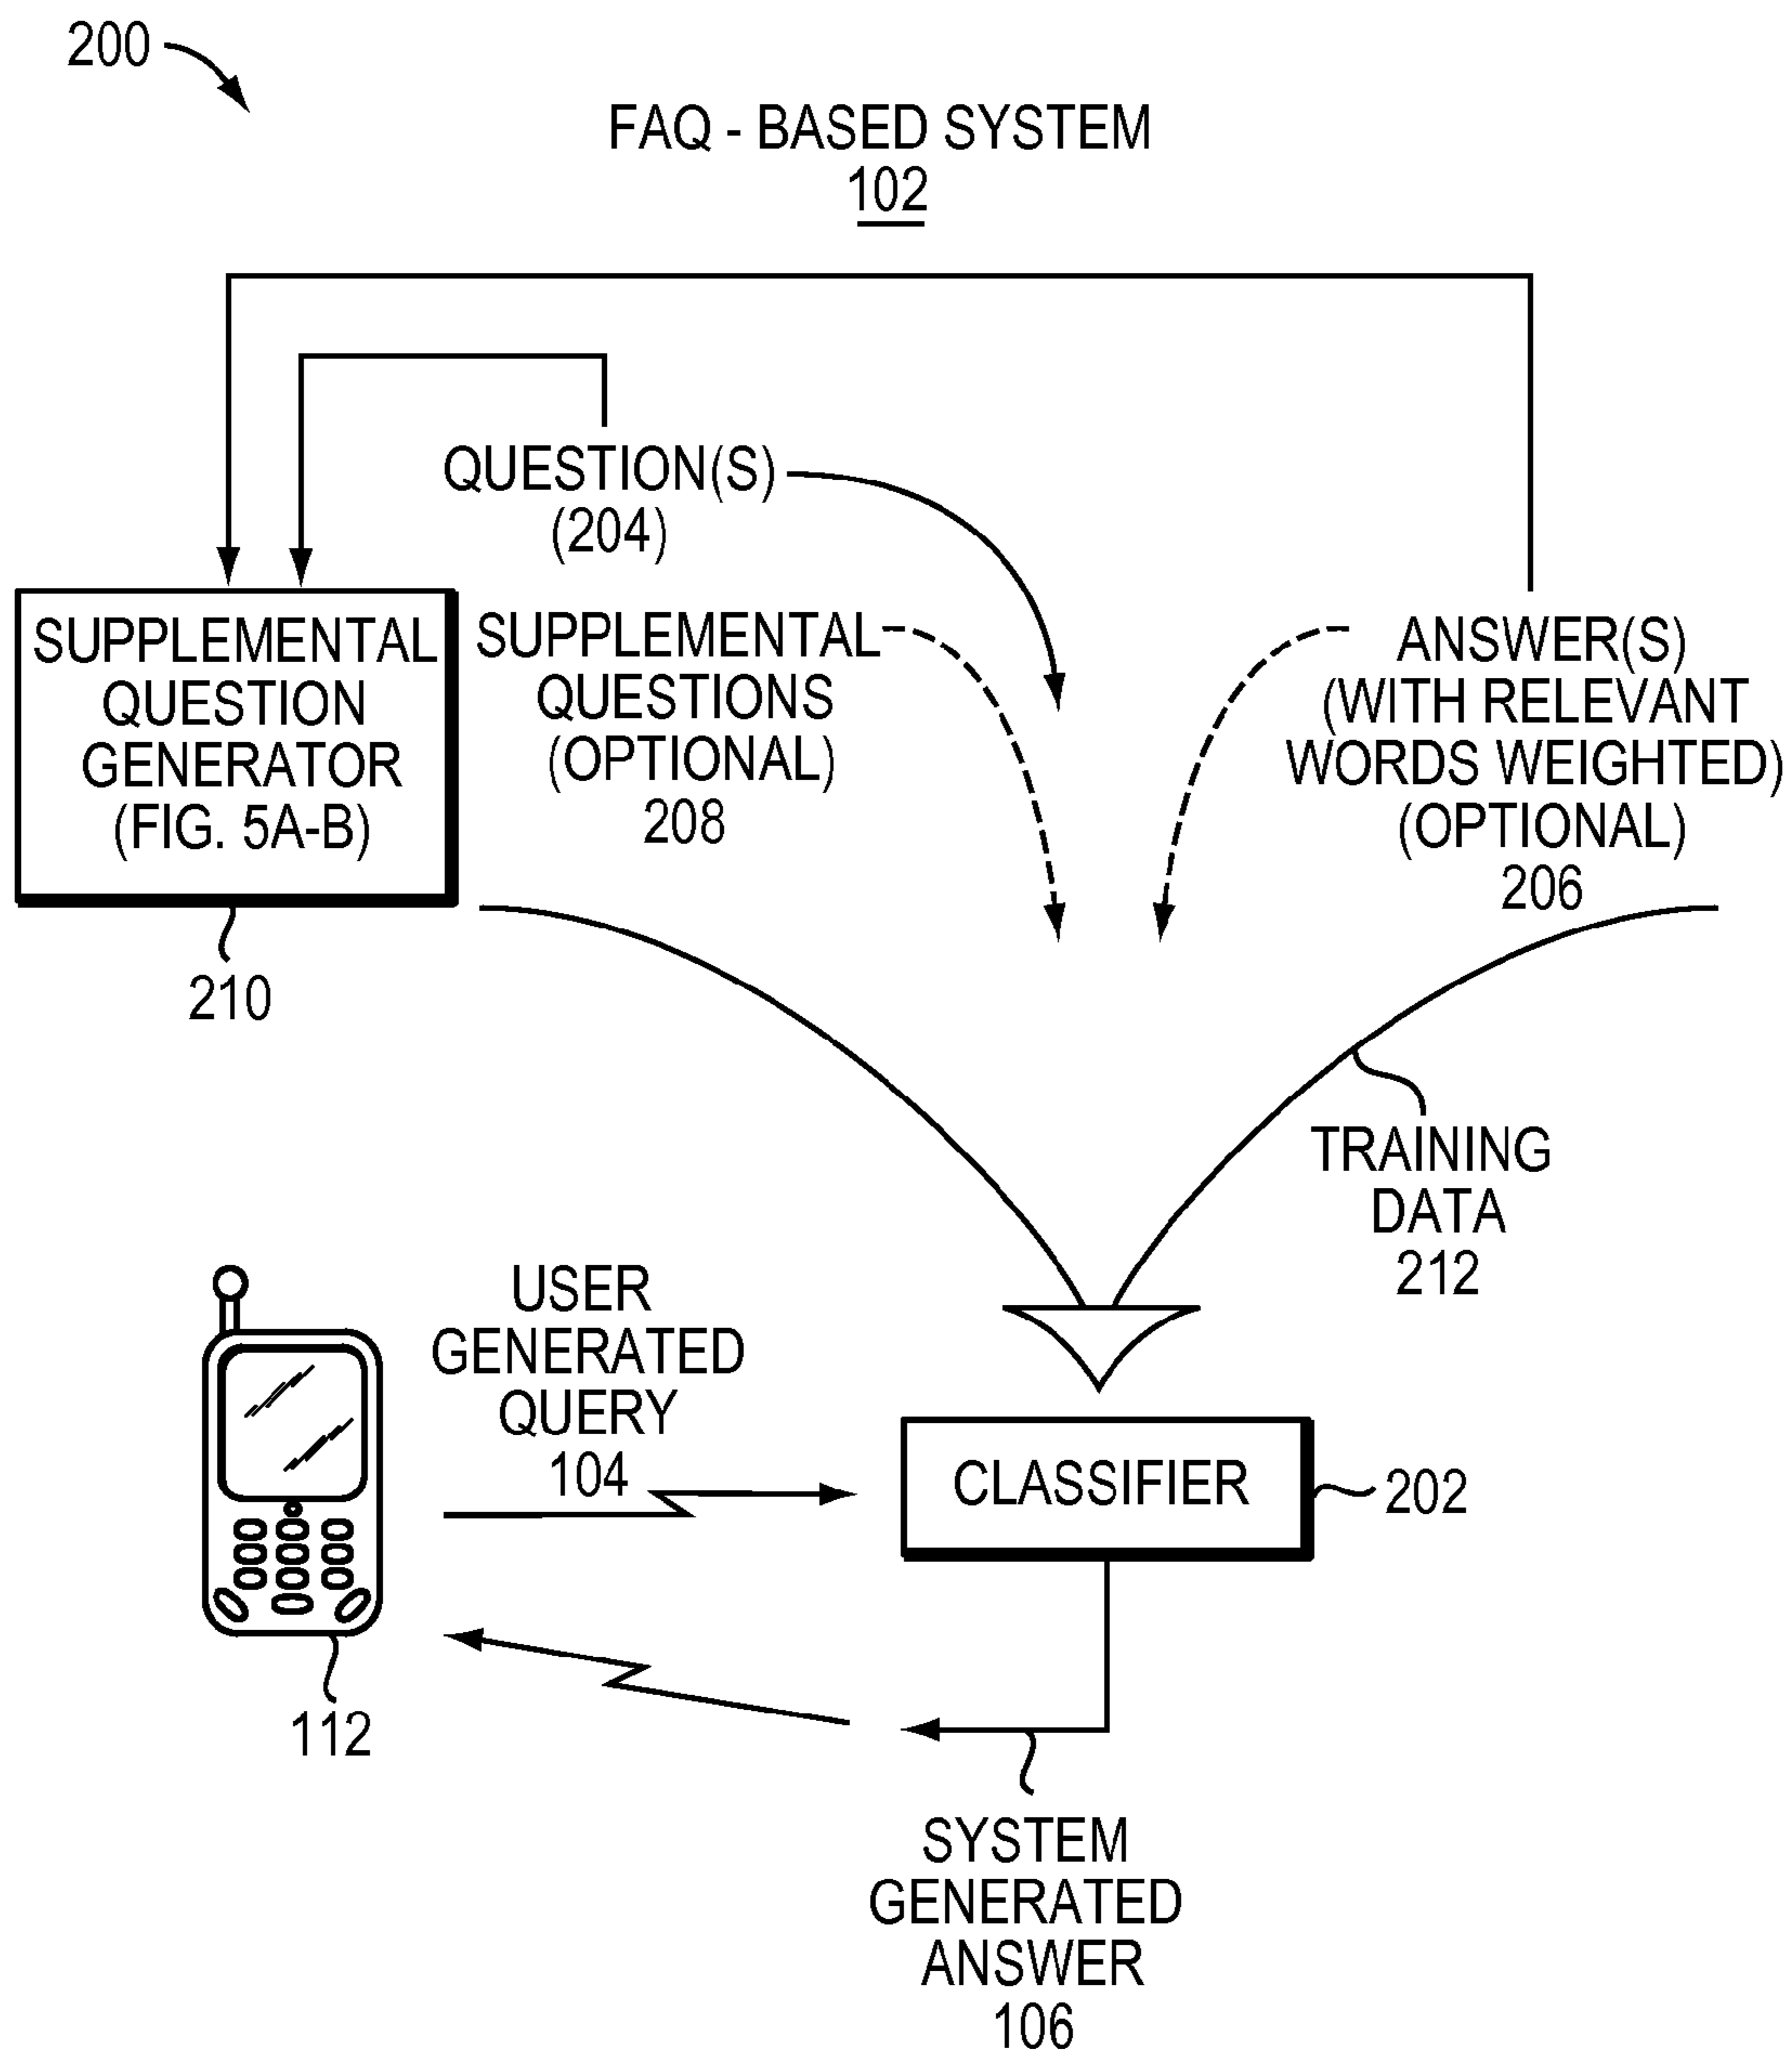 200
FAQ - BASED SYSTEM
102
QUESTION(S)
(204)
SUPPLEMENTAL
QUESTION
GENERATOR
(FIG. 5A-B)
210
SUPPLEMENTAL
QUESTIONS
(OPTIONAL)
208
ANSWER(S)
(WITH RELEVANT
WORDS WEIGHTED)
(OPTIONAL)
206
TRAINING
DATA
212
USER
GENERATED
QUERY
104
CLASSIFIER
202
112
SYSTEM
GENERATED
ANSWER
106